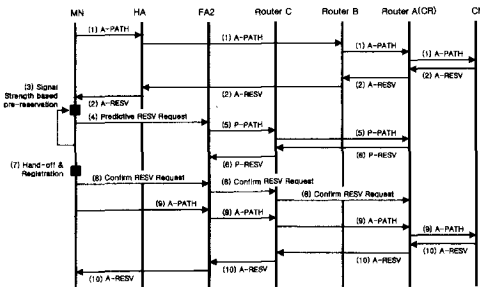 MN HA FA2 Router C Router B Router A(CR)
(1) A-PATH
(1) A-PATH
(1) A-PATH
(1) A-PATH
(2) A-RESV
(2) A-RESV
(2) A-RESV
(2) A-RESV
(3) Signal
Strength based
pre-reservation
(4) Predictive RESV Request
(5) P-PATH
(5) P-PATH
(6) P-RESV
(6) P-RESV
(7) Hand-off &
Registration
(8) Confirm RESV Request
(8) Confirm RESV Request
(8) Confirm RESV Request
(9) A-PATH
(9) A-PATH
(9) A-PATH
(9) A-PATH
(10) A-RESV
(10) A-RESV
(10) A-RESV
(10) A-RESV